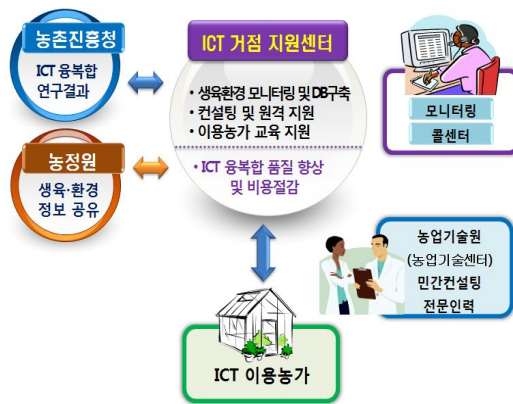 농촌진흥청
ICT 융복합
연구결과
농정원
생육·환경
정보 공유
ICT 거점 지원센터
• 생육환경 모니터링 및 DB구축
• 컨설팅 및 원격 지원
• 이용농가 교육 지원
• ICT 융복합 품질 향상
및 비용절감
모니터링
콜센터
농업기술원
(농업기술센터)
민간컨설팅
전문인력
ICT 이용농가